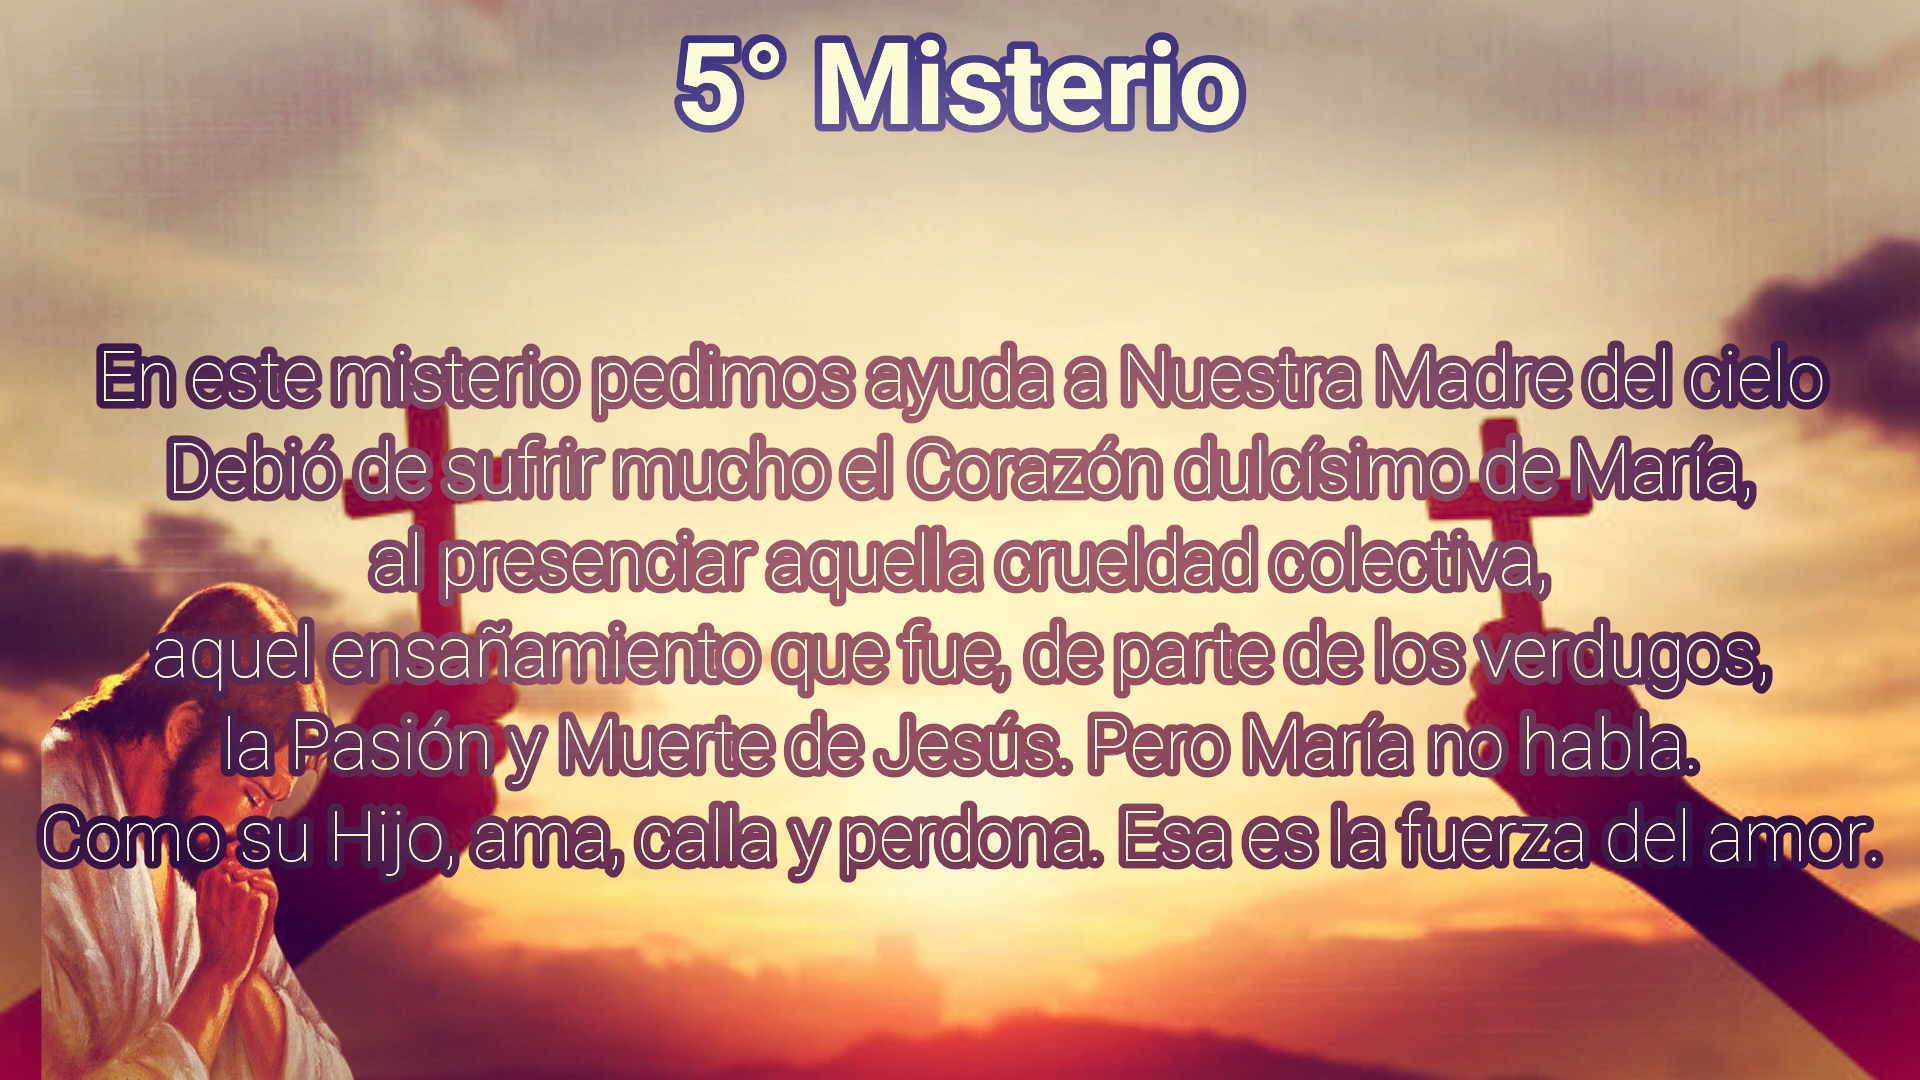 5° Misterio
En este misterio pedimos ayuda a Nuestra Madre del cielo
Debió de sufrir mucho el Corazón dulcísimo de María,
al presenciar aquella crueldad colectiva,
aquel ensañamiento que fue, de parte de los verdugos,
la Pasión y Muerte de Jesús. Pero María no habla.
Como su Hijo, ama, calla y perdona. Esa es la fuerza del amor.